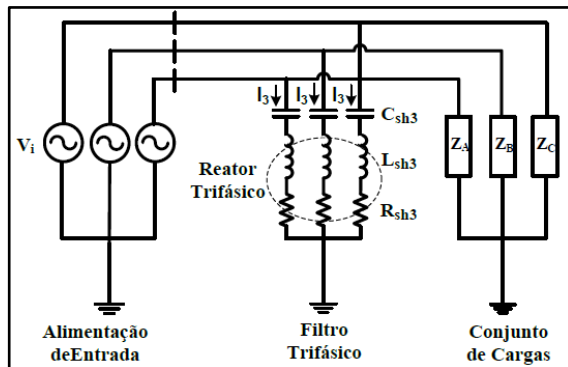 I3 I3 I3
Csh3
Vi
Reator
Trifásico
Lsh3
ZA ZB ZC
Rsh3
Alimentação
deEntrada
Filtro
Trifásico
Conjunto
de Cargas